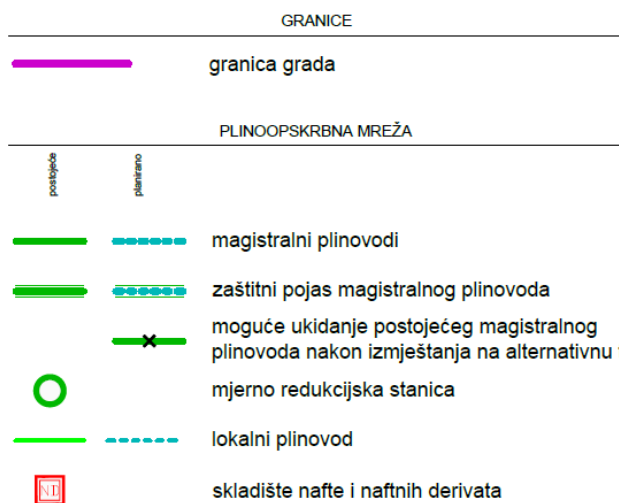 GRANICE
granica grada
PLINOOPSKRBNA MREŽA
postojeće
planirano
magistralni plinovodi
zaštitni pojas magistralnog plinovoda
moguće ukidanje postojećeg magistralnog
plinovoda nakon izmještanja na alternativnu
mjerno redukcijska stanica
lokalni plinovod
ND
skladište nafte i naftnih derivata